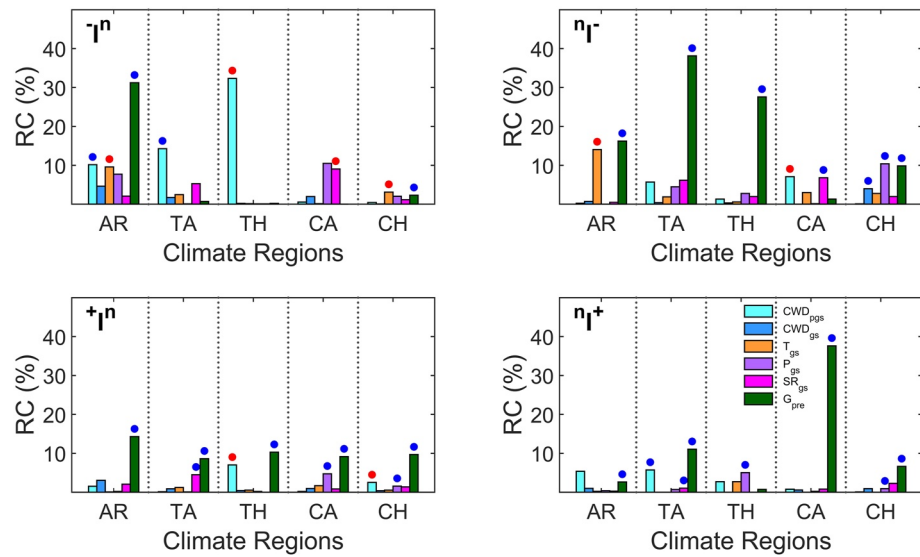 -Iⁿ
RC (%)
40
30
20
10
AR TA TH CA CH
Climate Regions
ⁿI-
RC (%)
40
30
20
10
AR TA TH CA CH
Climate Regions
+Iⁿ
RC (%)
40
30
20
10
0
AR TA TH CA CH
Climate Regions
ⁿI+
RC (%)
40
30
20
10
0
CWDpgs
CWDgs
Tgs
Pgs
SRgs
Gpre
AR TA TH CA CH
Climate Regions